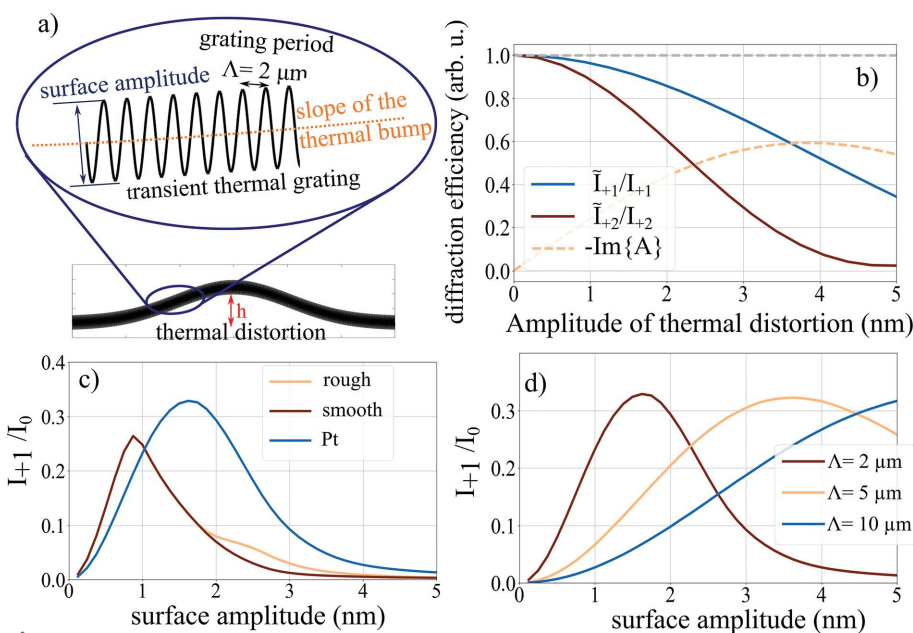 a)
grating period
Λ= 2 μm
surface amplitude
slope of the
thermal bump
transient thermal grating
h
thermal distortion
diffraction efficiency (arb. u.)
1.0
0.8
0.6
0.4
0.2
0.0
b)
Ĩ+1/I+1
Ĩ+2/I+2
-Im{A}
0 1 2 3 4 5
Amplitude of thermal distortion (nm)
c)
I+1 /I0
0.4
0.3
0.2
0.1
0.0
rough
smooth
Pt
0 1 2 3 4 5
surface amplitude (nm)
d)
I+1 /I0
0.3
0.2
0.1
0.0
Λ= 2 μm
Λ= 5 μm
Λ= 10 μm
0 1 2 3 4 5
surface amplitude (nm)